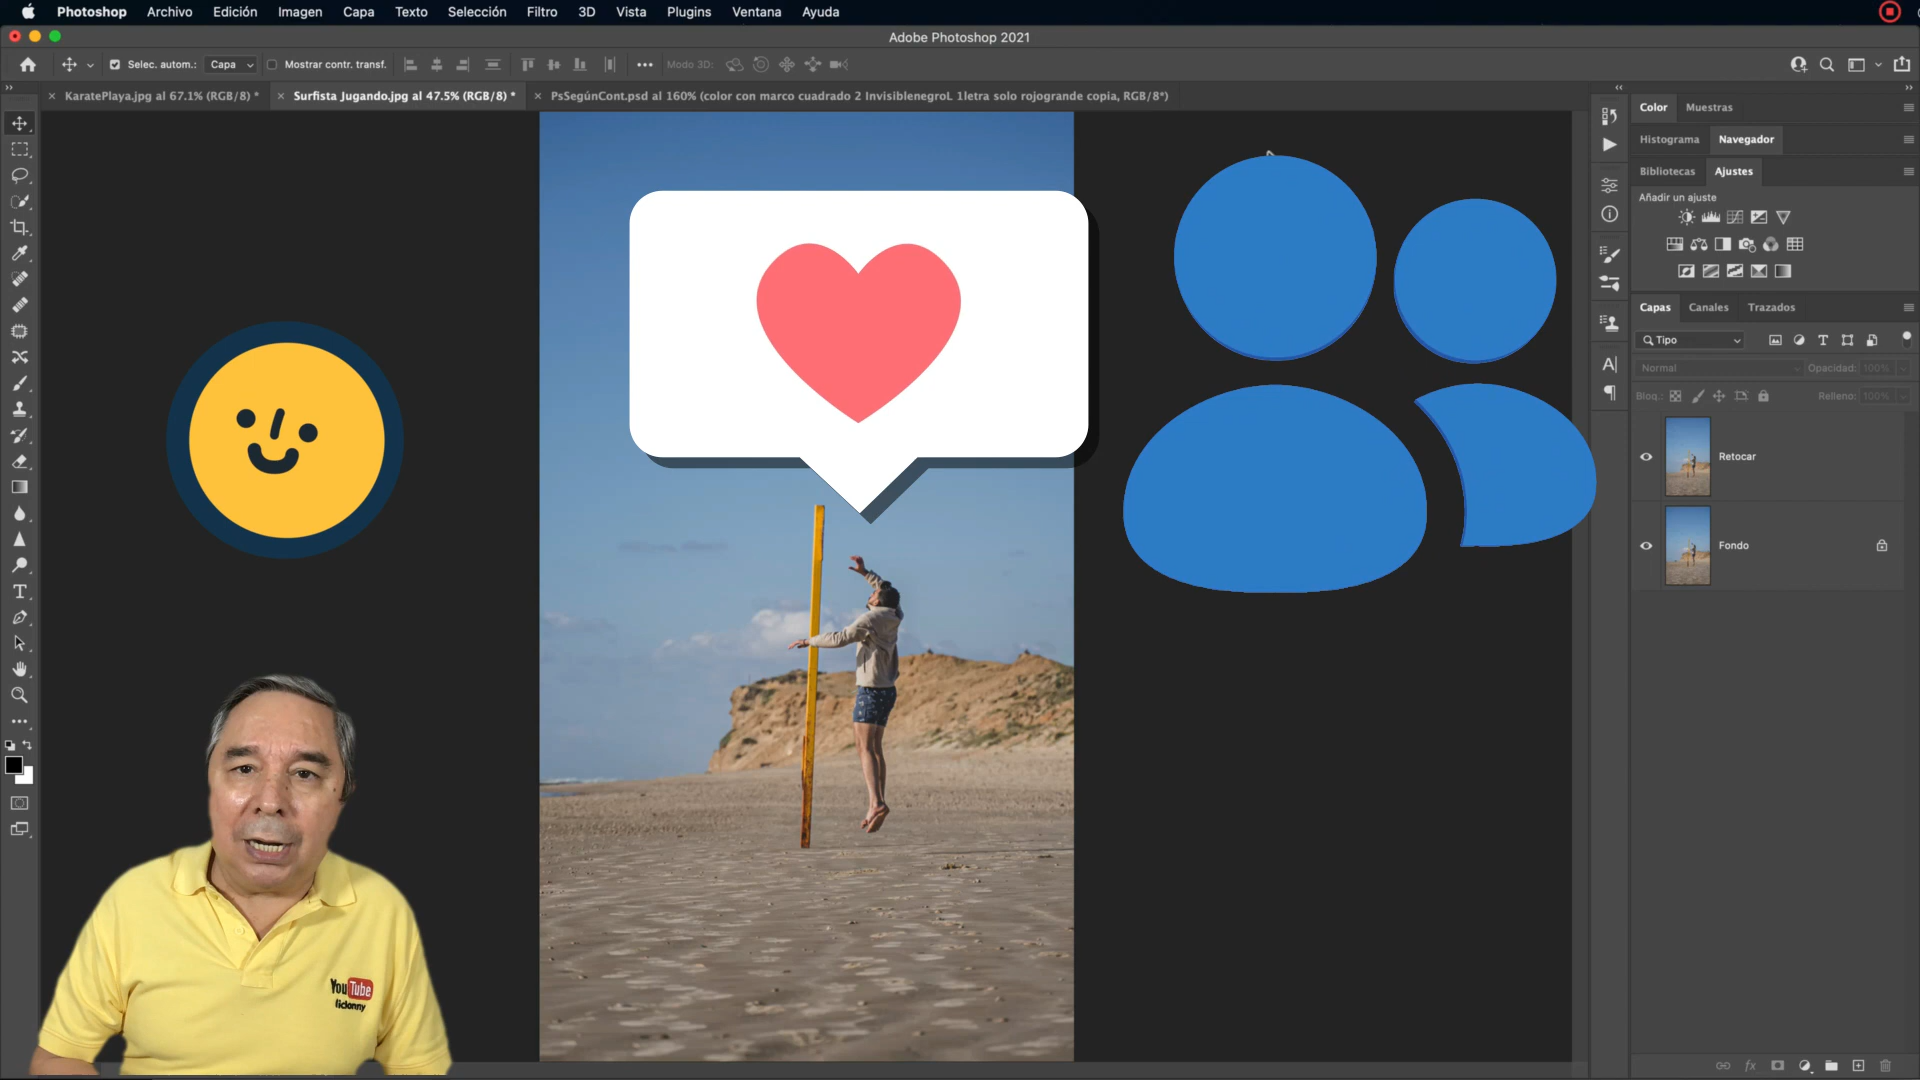 Photoshop Archivo Edición Imagen Capa Texto Selección Filtro 3D Vista Plugins Ventana Ayuda
Adobe Photoshop 2021
Selec. autom.: Capa Mostrar contr. transf. Modo 3D:
KaratePlaya.jpg al 67.1% (RGB/8) * Surfista Jugando.jpg al 47.5% (RGB/8) * PsSegúnCont.psd al 160% (color con marco cuadrado 2 InvisiblenegroL 1letra solo rojogrande copia, RGB/8*)
Color Muestras
Histograma Navegador
Bibliotecas Ajustes
Añadir un ajuste
Capas Canales Trazados
Tipo
Normal Opacidad: 100%
Bloq.: Relleno: 100%
Retocar
Fondo
YouTube
liclonny